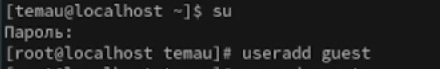 [temau@localhost ~]$ su
Пароль:
[root@localhost temau]# useradd guest